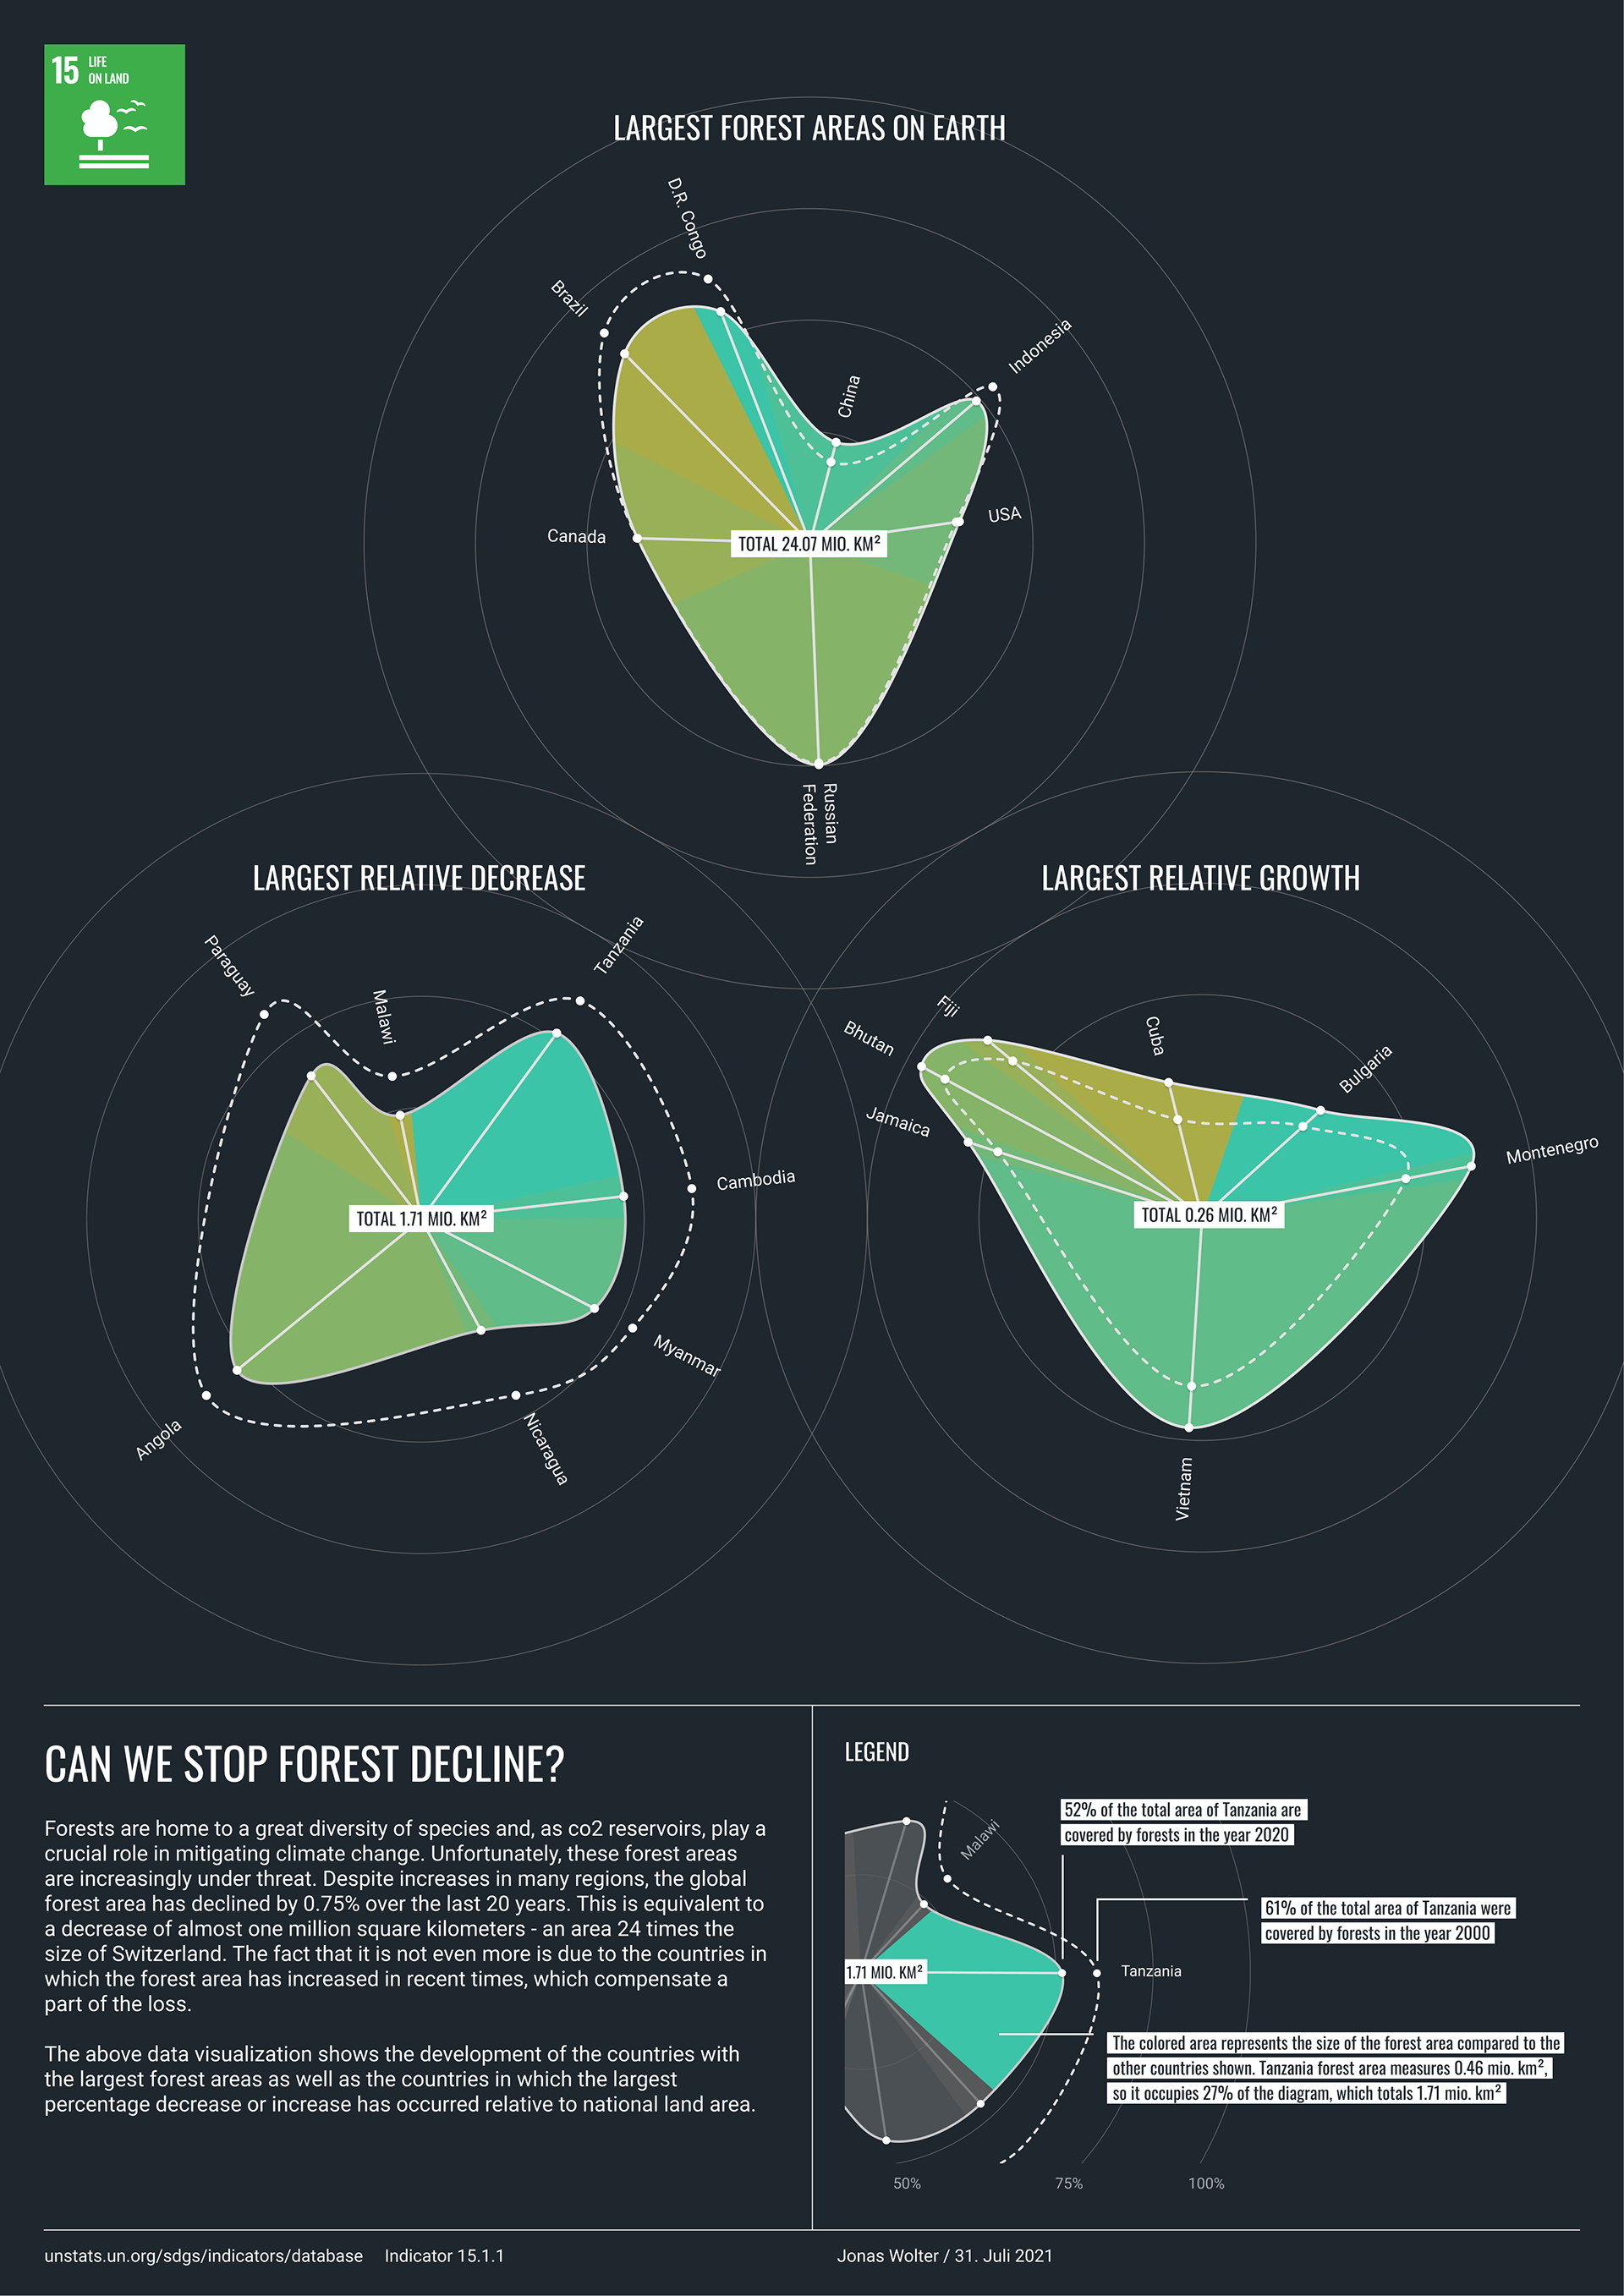 15 LIFE
ON LAND
LARGEST FOREST AREAS ON EARTH
D.R. Congo
Brazil
Indonesia
China
USA
Canada
TOTAL 24.07 MIO. KM²
Russian
Federation
LARGEST RELATIVE DECREASE
Paraguay
Malawi
Tanzania
Cambodia
TOTAL 1.71 MIO. KM²
Myanmar
Angola
Nicaragua
LARGEST RELATIVE GROWTH
Fiji
Bhutan
Cuba
Bulgaria
Jamaica
Montenegro
TOTAL 0.26 MIO. KM²
Vietnam
CAN WE STOP FOREST DECLINE?
Forests are home to a great diversity of species and, as co2 reservoirs, play a
crucial role in mitigating climate change. Unfortunately, these forest areas
are increasingly under threat. Despite increases in many regions, the global
forest area has declined by 0.75% over the last 20 years. This is equivalent to
a decrease of almost one million square kilometers - an area 24 times the
size of Switzerland. The fact that it is not even more is due to the countries in
which the forest area has increased in recent times, which compensate a
part of the loss.
The above data visualization shows the development of the countries with
the largest forest areas as well as the countries in which the largest
percentage decrease or increase has occurred relative to national land area.
LEGEND
52% of the total area of Tanzania are
covered by forests in the year 2020
Malawi
61% of the total area of Tanzania were
covered by forests in the year 2000
1.71 MIO. KM²
Tanzania
The colored area represents the size of the forest area compared to the
other countries shown. Tanzania forest area measures 0.46 mio. km²,
so it occupies 27% of the diagram, which totals 1.71 mio. km²
50%
75%
100%
unstats.un.org/sdgs/indicators/database Indicator 15.1.1
Jonas Wolter / 31. Juli 2021